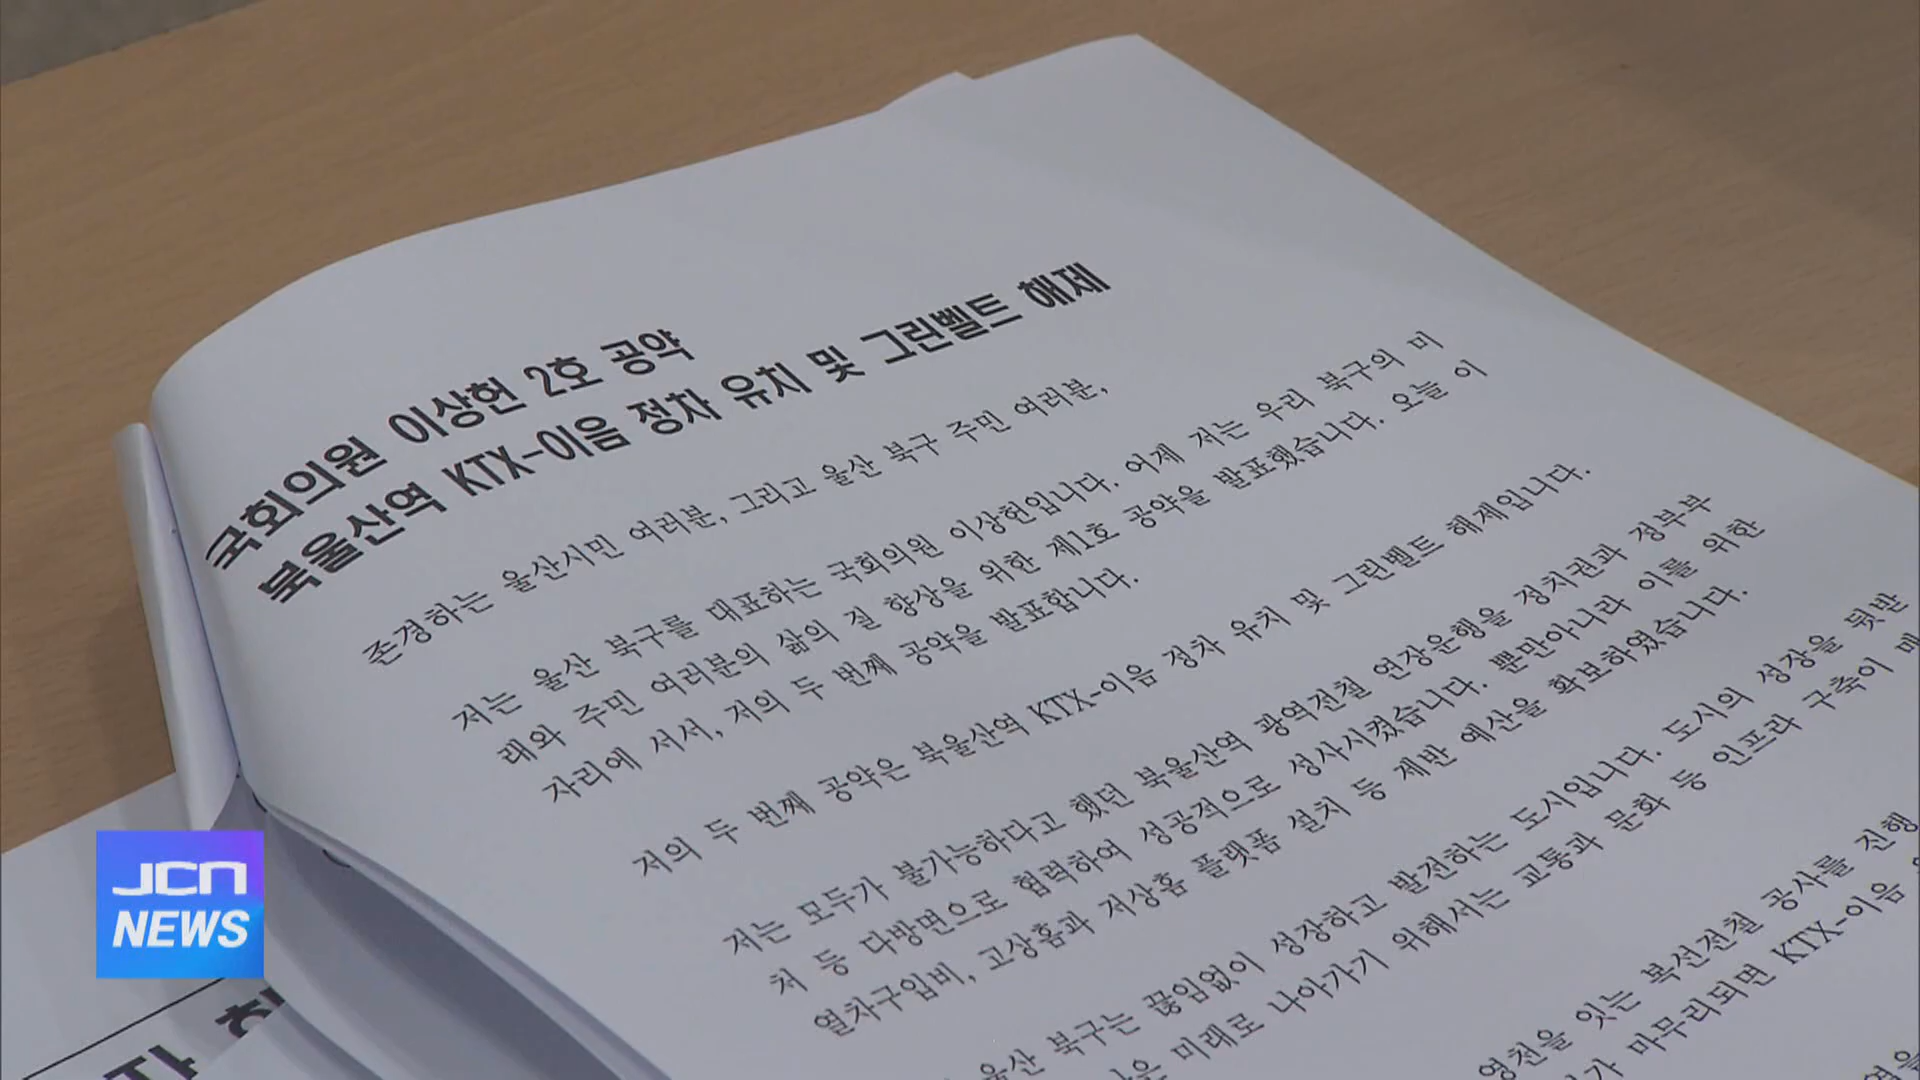 국회의원 이상헌 2호 공약
북울산역 KTX-이음 정차 유치 및 그린벨트 해제
존경하는 울산시민 여러분, 그리고 울산 북구 주민 여러분,
저는 울산 북구를 대표하는 국회의원 이상헌입니다. 어제 저는 우리 북구의 미
래와 주민 여러분의 삶의 질 향상을 위한 제1호 공약을 발표했습니다. 오늘 이
자리에 서서, 저의 두 번째 공약을 발표합니다.
저의 두 번째 공약은 북울산역 KTX-이음 정차 유치 및 그린벨트 해제입니다.
저는 모두가 불가능하다고 했던 북울산역 광역전철 연장운행을 정치권과 정부부
처 등 다방면으로 협력하여 성공적으로 성사시켰습니다. 뿐만아니라 이를 위한
열차구입비, 고상홈과 저상홈 플랫폼 설치 등 제반 예산을 확보하였습니다.
울산 북구는 끊임없이 성장하고 발전하는 도시입니다. 도시의 성장을 뒷받
미래로 나아가기 위해서는 교통과 문화 등 인프라 구축이
영천을 잇는 복선전철 공사를 진행
마무리되면 KTX-이음
JCN
NEWS